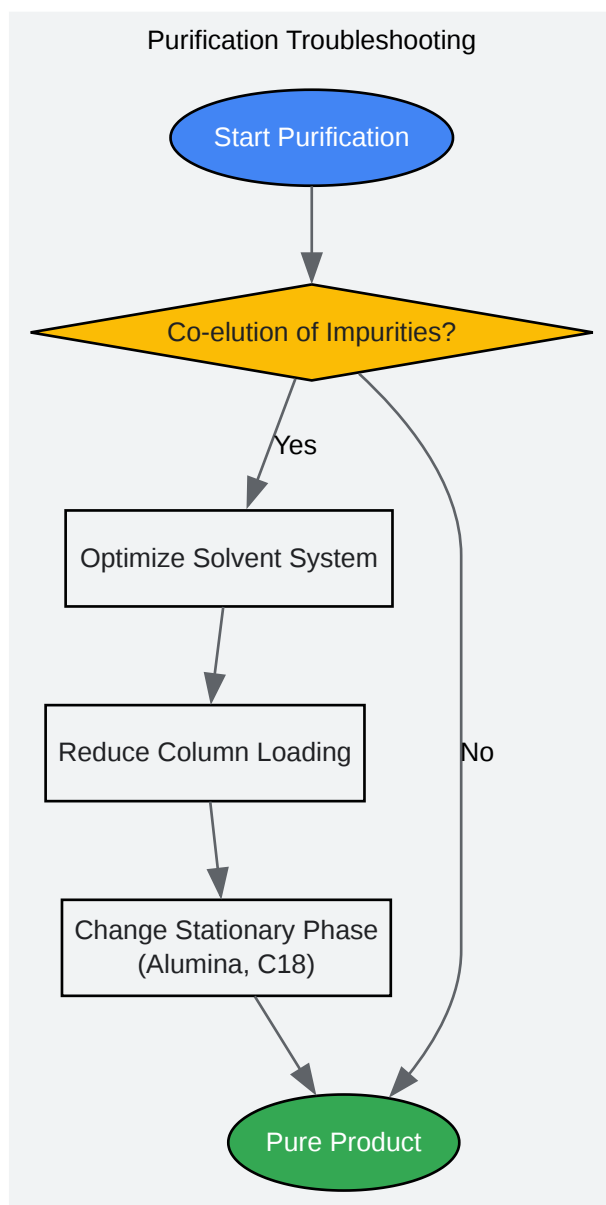 Purification Troubleshooting
Start Purification
Co-elution of Impurities?
Yes
Optimize Solvent System
Reduce Column Loading
No
Change Stationary Phase
(Alumina, C18)
Pure Product